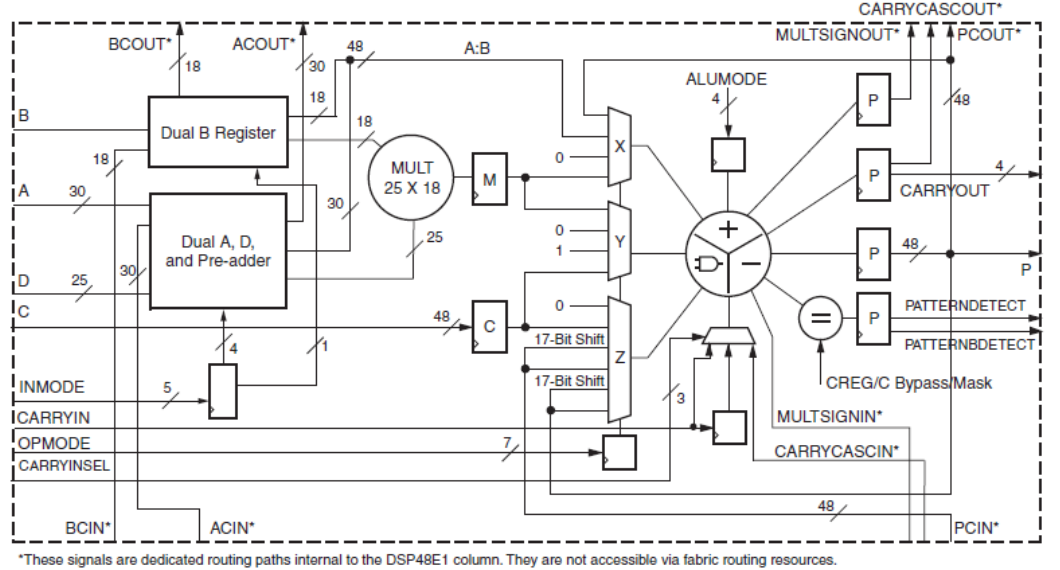 CARRYCASCOUT*
BCOUT* ACOUT* MULTSIGNOUT* PCOUT*
18 30 48 A:B
ALUMODE
18 4 48
B Dual B Register 18
0 X P
18 MULT
25 X 18 M
A 30 P 4
CARRYOUT
30 0 Y
Dual A, D,
and Pre-adder 25 1 + − P 48
P
30
D 25 0 PATTERNDETECT
C 48 C = P
17-Bit Shift PATTERNBDETECT
4 1 Z
17-Bit Shift CREG/C Bypass/Mask
INMODE 5 3
CARRYIN MULTSIGNIN*
OPMODE 7
CARRYCASCIN*
CARRYINSEL
48
BCIN* ACIN* PCIN*
*These signals are dedicated routing paths internal to the DSP48E1 column. They are not accessible via fabric routing resources.